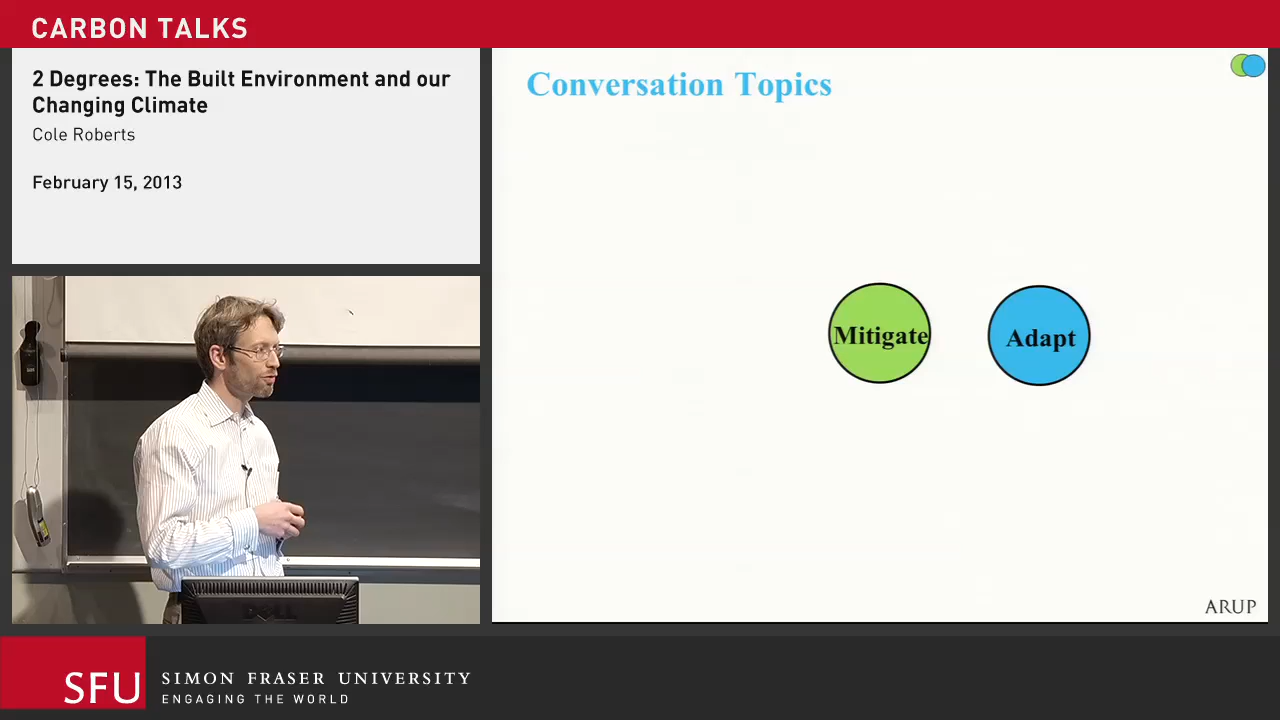 CARBON TALKS
2 Degrees: The Built Environment and our
Changing Climate
Cole Roberts
February 15, 2013
Conversation Topics
Mitigate
Adapt
ARUP
DELL
SFU
SIMON FRASER UNIVERSITY
ENGAGING THE WORLD